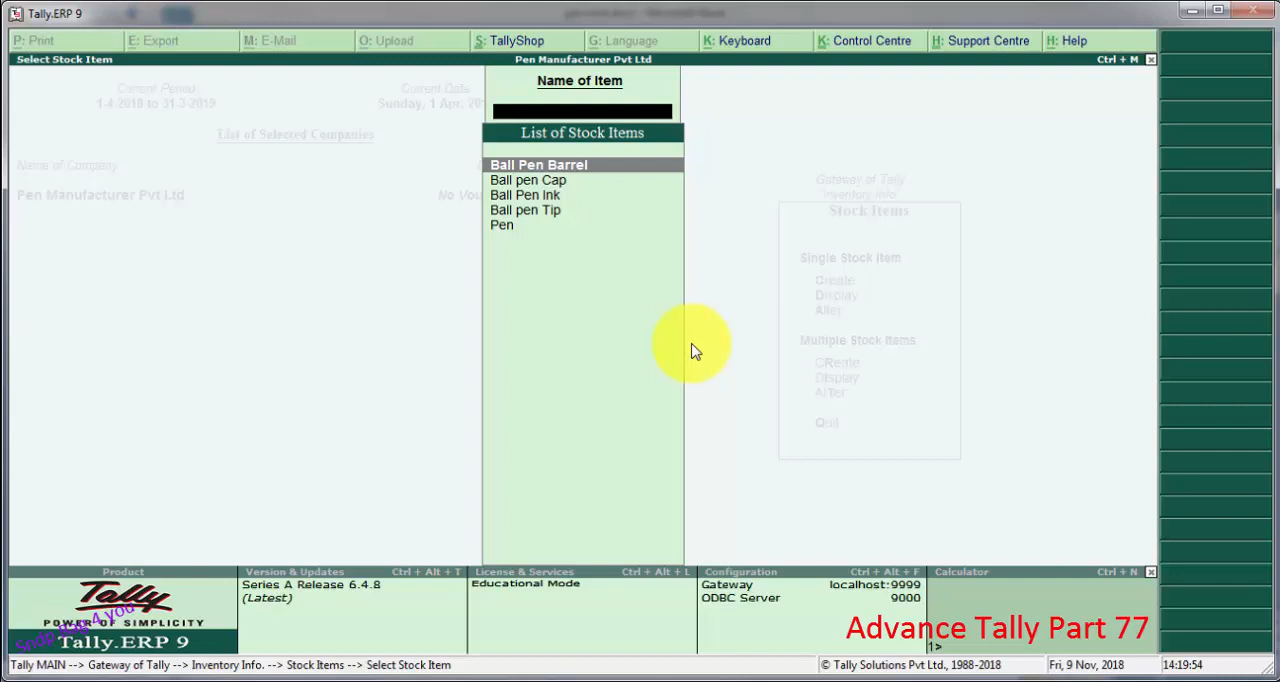 Tally.ERP 9
P: Print
E: Export
M: E-Mail
O: Upload
S: TallyShop
G: Language
K: Keyboard
K: Control Centre
H: Support Centre
H: Help
Select Stock Item
Pen Manufacturer Pvt Ltd
Ctrl + M
Current Period
1-4-2018 to 31-3-2019
Current Date
Sunday, 1 Apr, 20
List of Selected Companies
Name of Company
Pen Manufacturer Pvt Ltd
No Vou
Name of Item
List of Stock Items
Ball Pen Barrel
Ball pen Cap
Ball Pen Ink
Ball pen Tip
Pen
Gateway of Tally
Inventory Info.
Stock Items
Single Stock Item
Create
Display
Alter
Multiple Stock Items
CReate
DIsplay
AlTer
Quit
Product
Tally
POWER OF SIMPLICITY
Tally.ERP 9
Sndp Rag 4 you
Version & Updates Ctrl + Alt + T
Series A Release 6.4.8
(Latest)
License & Services Ctrl + Alt + L
Educational Mode
Configuration Ctrl + Alt + F
Gateway localhost:9999
ODBC Server 9000
Calculator Ctrl + N
Advance Tally Part 77
1>
Tally MAIN --> Gateway of Tally --> Inventory Info. --> Stock Items --> Select Stock Item
© Tally Solutions Pvt Ltd., 1988-2018
Fri, 9 Nov, 2018
14:19:54